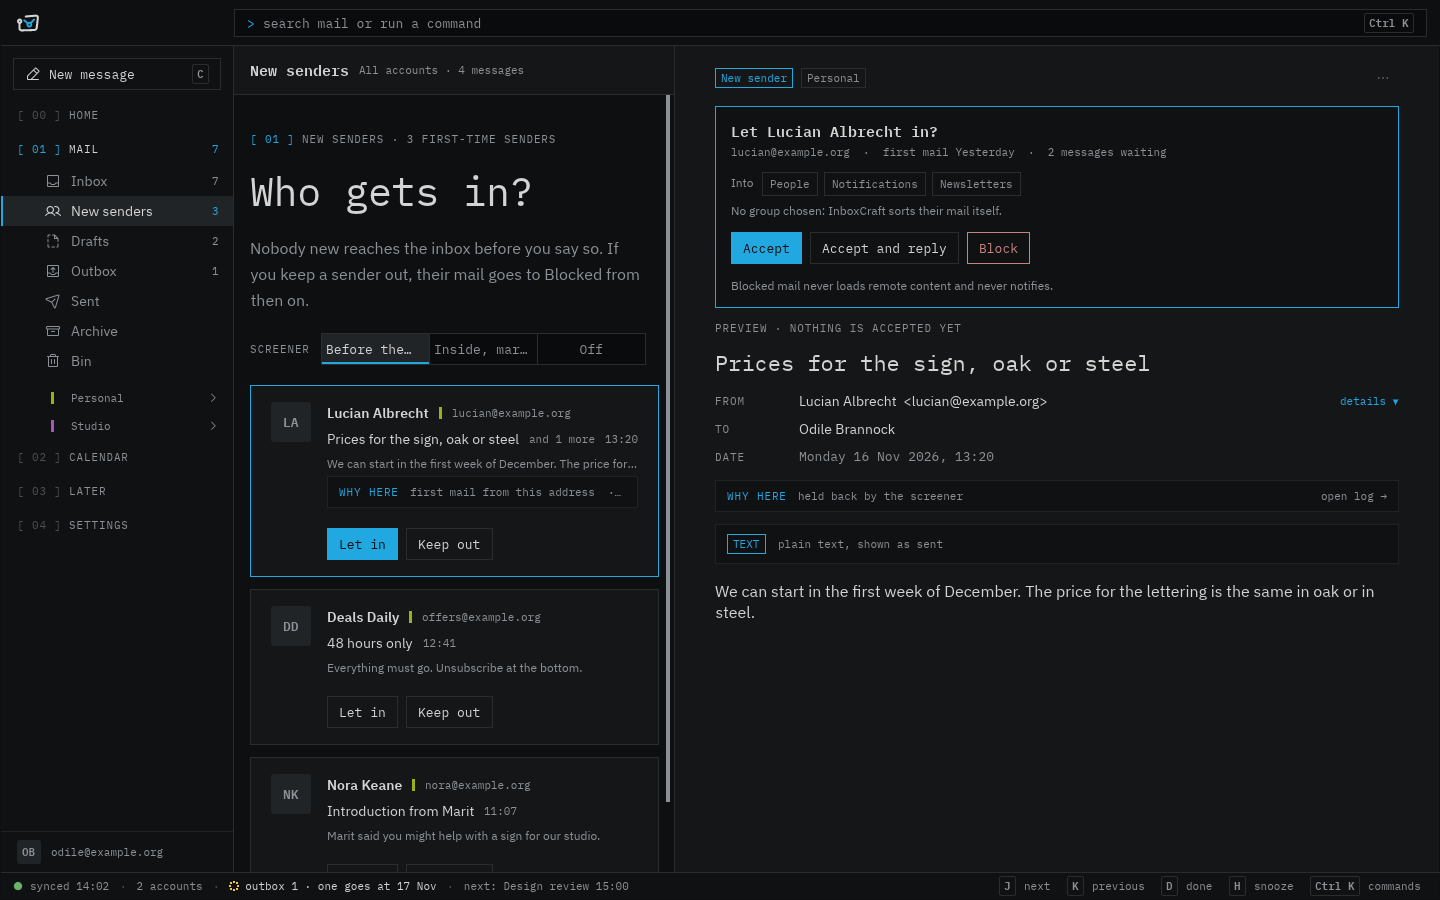 > search mail or run a command Ctrl K
New message C
[ 00 ] HOME
[ 01 ] MAIL 7
Inbox 7
New senders 3
Drafts 2
Outbox 1
Sent
Archive
Bin
Personal
Studio
[ 02 ] CALENDAR
[ 03 ] LATER
[ 04 ] SETTINGS
OB odile@example.org
New senders All accounts · 4 messages
[ 01 ] NEW SENDERS · 3 FIRST-TIME SENDERS
Who gets in?
Nobody new reaches the inbox before you say so. If
you keep a sender out, their mail goes to Blocked from
then on.
SCREENER Before the… Inside, mar… Off
LA Lucian Albrecht lucian@example.org
Prices for the sign, oak or steel and 1 more 13:20
We can start in the first week of December. The price for…
WHY HERE first mail from this address ·…
Let in Keep out
DD Deals Daily offers@example.org
48 hours only 12:41
Everything must go. Unsubscribe at the bottom.
Let in Keep out
NK Nora Keane nora@example.org
Introduction from Marit 11:07
Marit said you might help with a sign for our studio.
New sender Personal ···
Let Lucian Albrecht in?
lucian@example.org · first mail Yesterday · 2 messages waiting
Into People Notifications Newsletters
No group chosen: InboxCraft sorts their mail itself.
Accept Accept and reply Block
Blocked mail never loads remote content and never notifies.
PREVIEW · NOTHING IS ACCEPTED YET
Prices for the sign, oak or steel
FROM Lucian Albrecht <lucian@example.org> details ▾
TO Odile Brannock
DATE Monday 16 Nov 2026, 13:20
WHY HERE held back by the screener open log →
TEXT plain text, shown as sent
We can start in the first week of December. The price for the lettering is the same in oak or in
steel.
synced 14:02 · 2 accounts · outbox 1 · one goes at 17 Nov · next: Design review 15:00
J next K previous D done H snooze Ctrl K commands